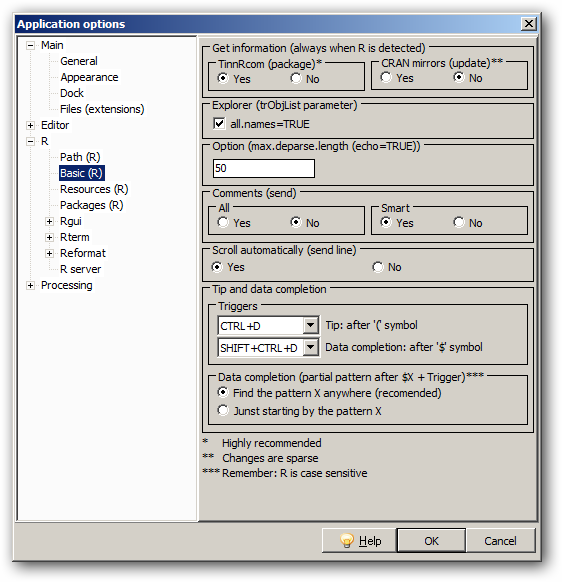 Application options
Main
General
Appearance
Dock
Files (extensions)
Editor
R
Path (R)
Basic (R)
Resources (R)
Packages (R)
Rgui
Rterm
Reformat
R server
Processing
Get information (always when R is detected)
TinnRcom (package)*
Yes No
CRAN mirrors (update)**
Yes No
Explorer (trObjList parameter)
all.names=TRUE
Option (max.deparse.length (echo=TRUE))
50
Comments (send)
All
Yes No
Smart
Yes No
Scroll automatically (send line)
Yes No
Tip and data completion
Triggers
CTRL+D Tip: after '(' symbol
SHIFT+CTRL+D Data completion: after '$' symbol
Data completion (partial pattern after $X + Trigger)***
Find the pattern X anywhere (recomended)
Junst starting by the pattern X
* Highly recommended
** Changes are sparse
*** Remember: R is case sensitive
Help OK Cancel